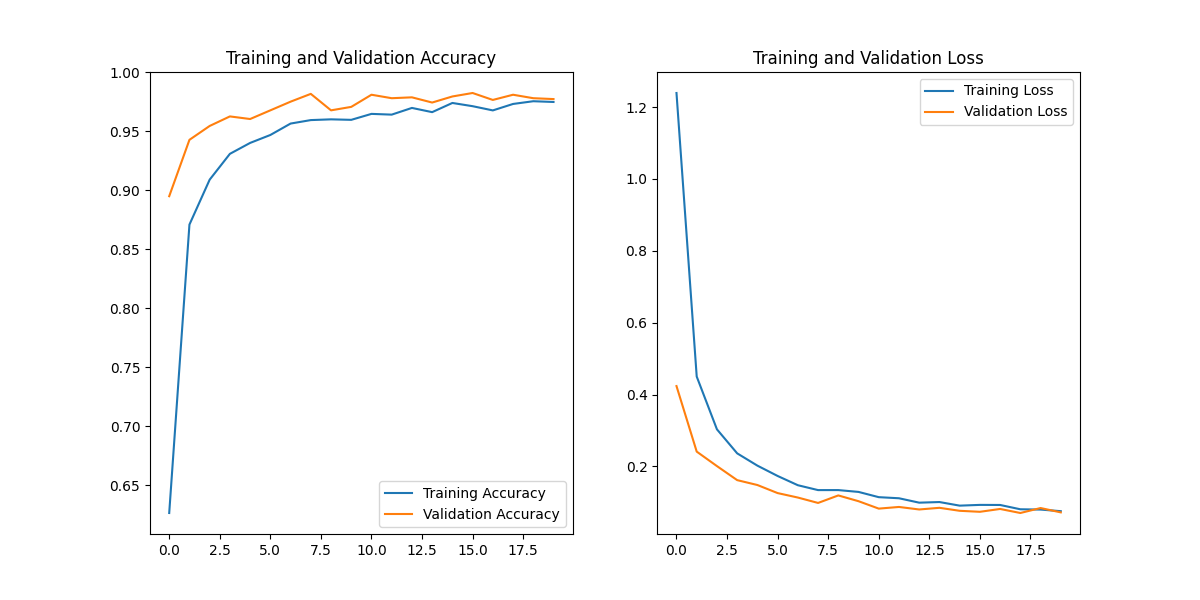 Training and Validation Accuracy
1.00
0.95
0.90
0.85
0.80
0.75
0.70
0.65
Training Accuracy
Validation Accuracy
0.0 2.5 5.0 7.5 10.0 12.5 15.0 17.5
Training and Validation Loss
Training Loss
Validation Loss
1.2
1.0
0.8
0.6
0.4
0.2
0.0 2.5 5.0 7.5 10.0 12.5 15.0 17.5